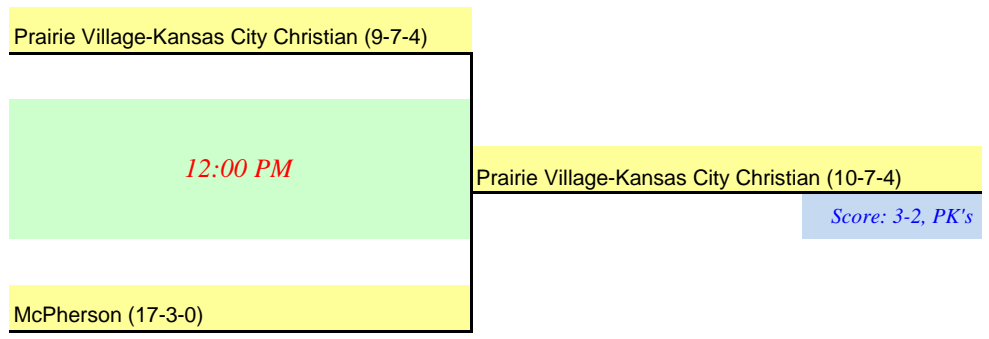 Prairie Village-Kansas City Christian (9-7-4)
12:00 PM
Prairie Village-Kansas City Christian (10-7-4)
Score: 3-2, PK's
McPherson (17-3-0)